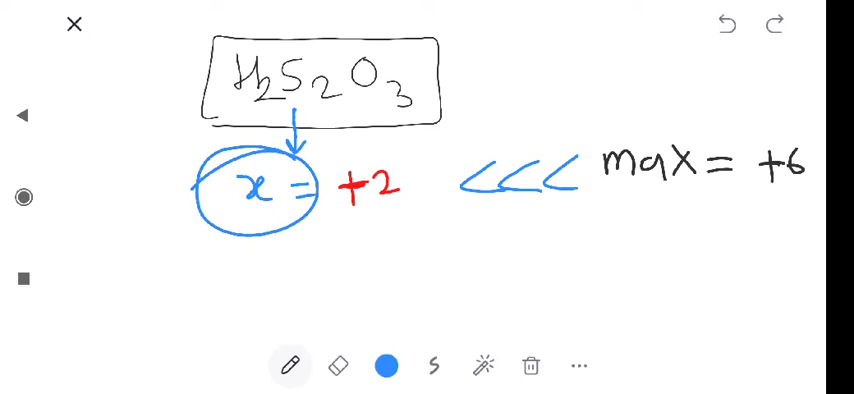 H2S2O3
x = +2 <<< max = +6